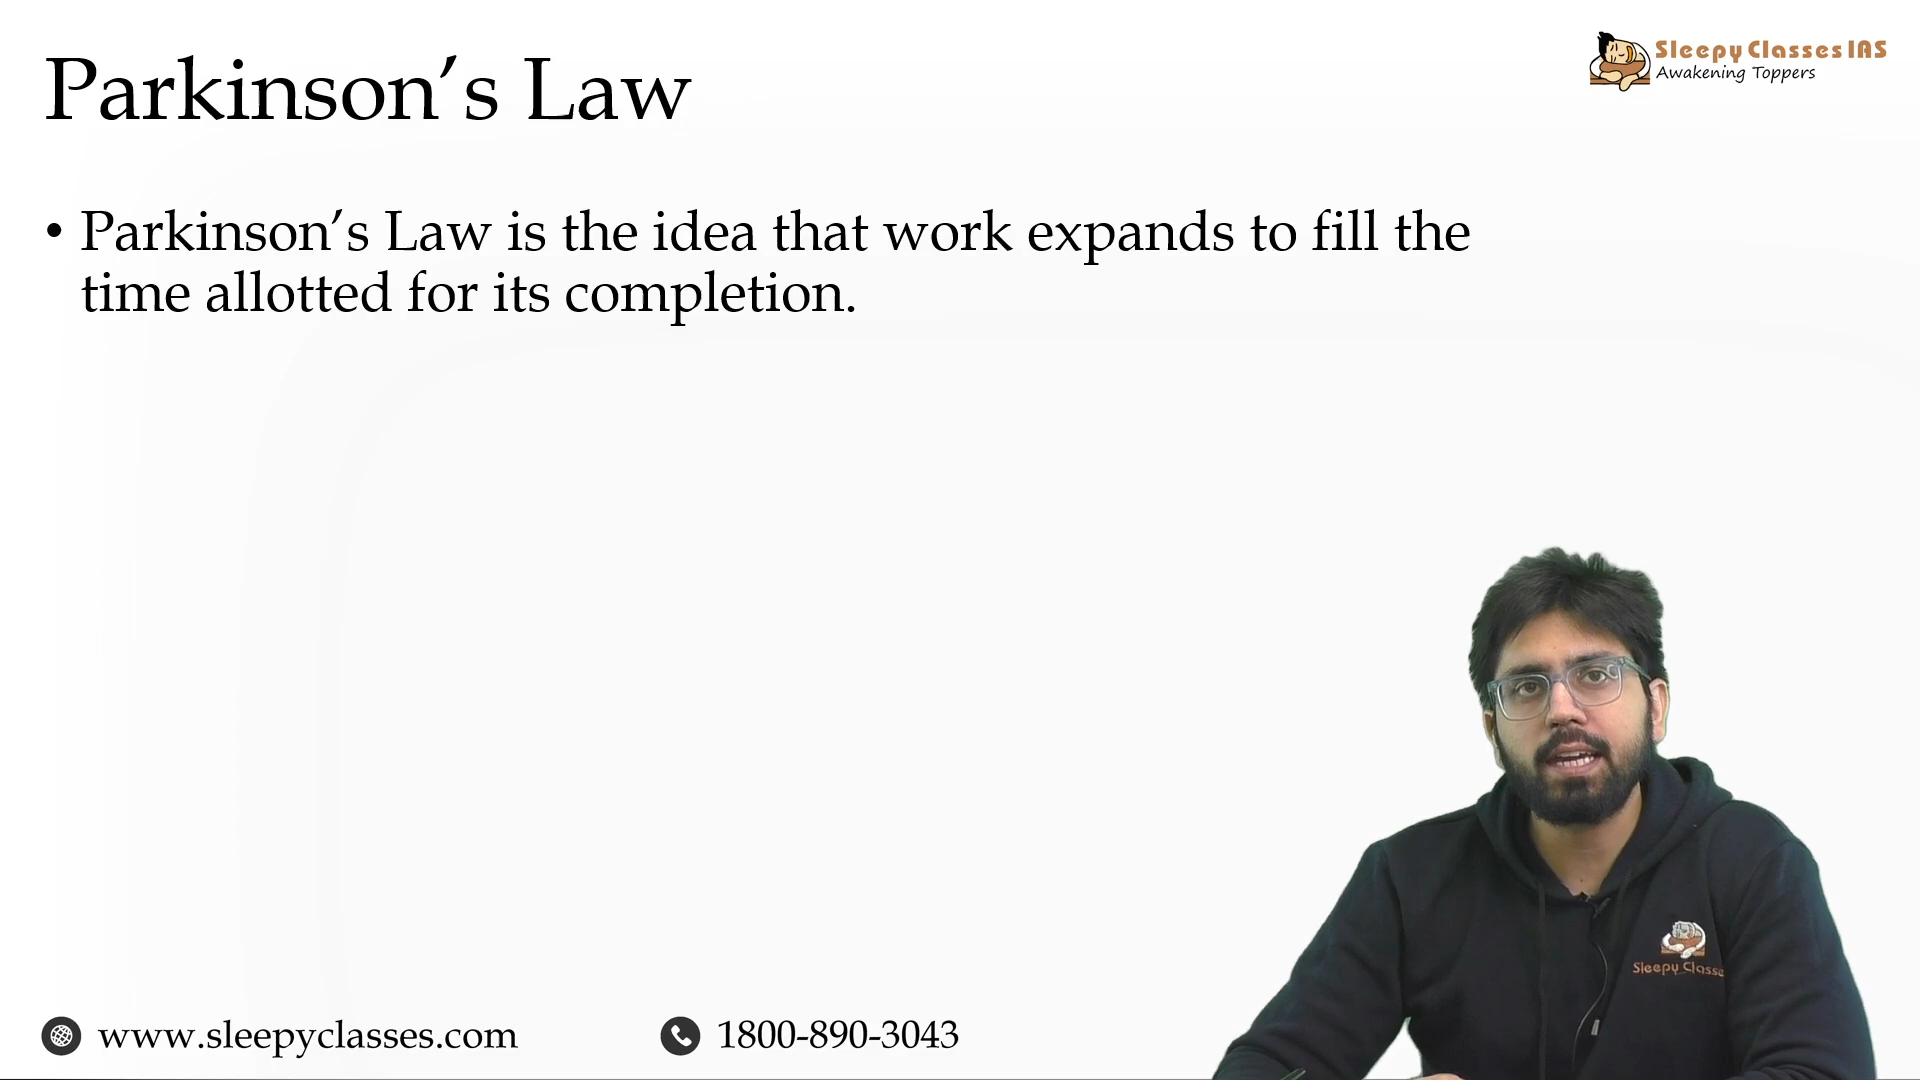 Parkinson’s Law
Sleepy Classes IAS
Awakening Toppers
• Parkinson’s Law is the idea that work expands to fill the
time allotted for its completion.
Sleepy Classe
www.sleepyclasses.com
1800-890-3043